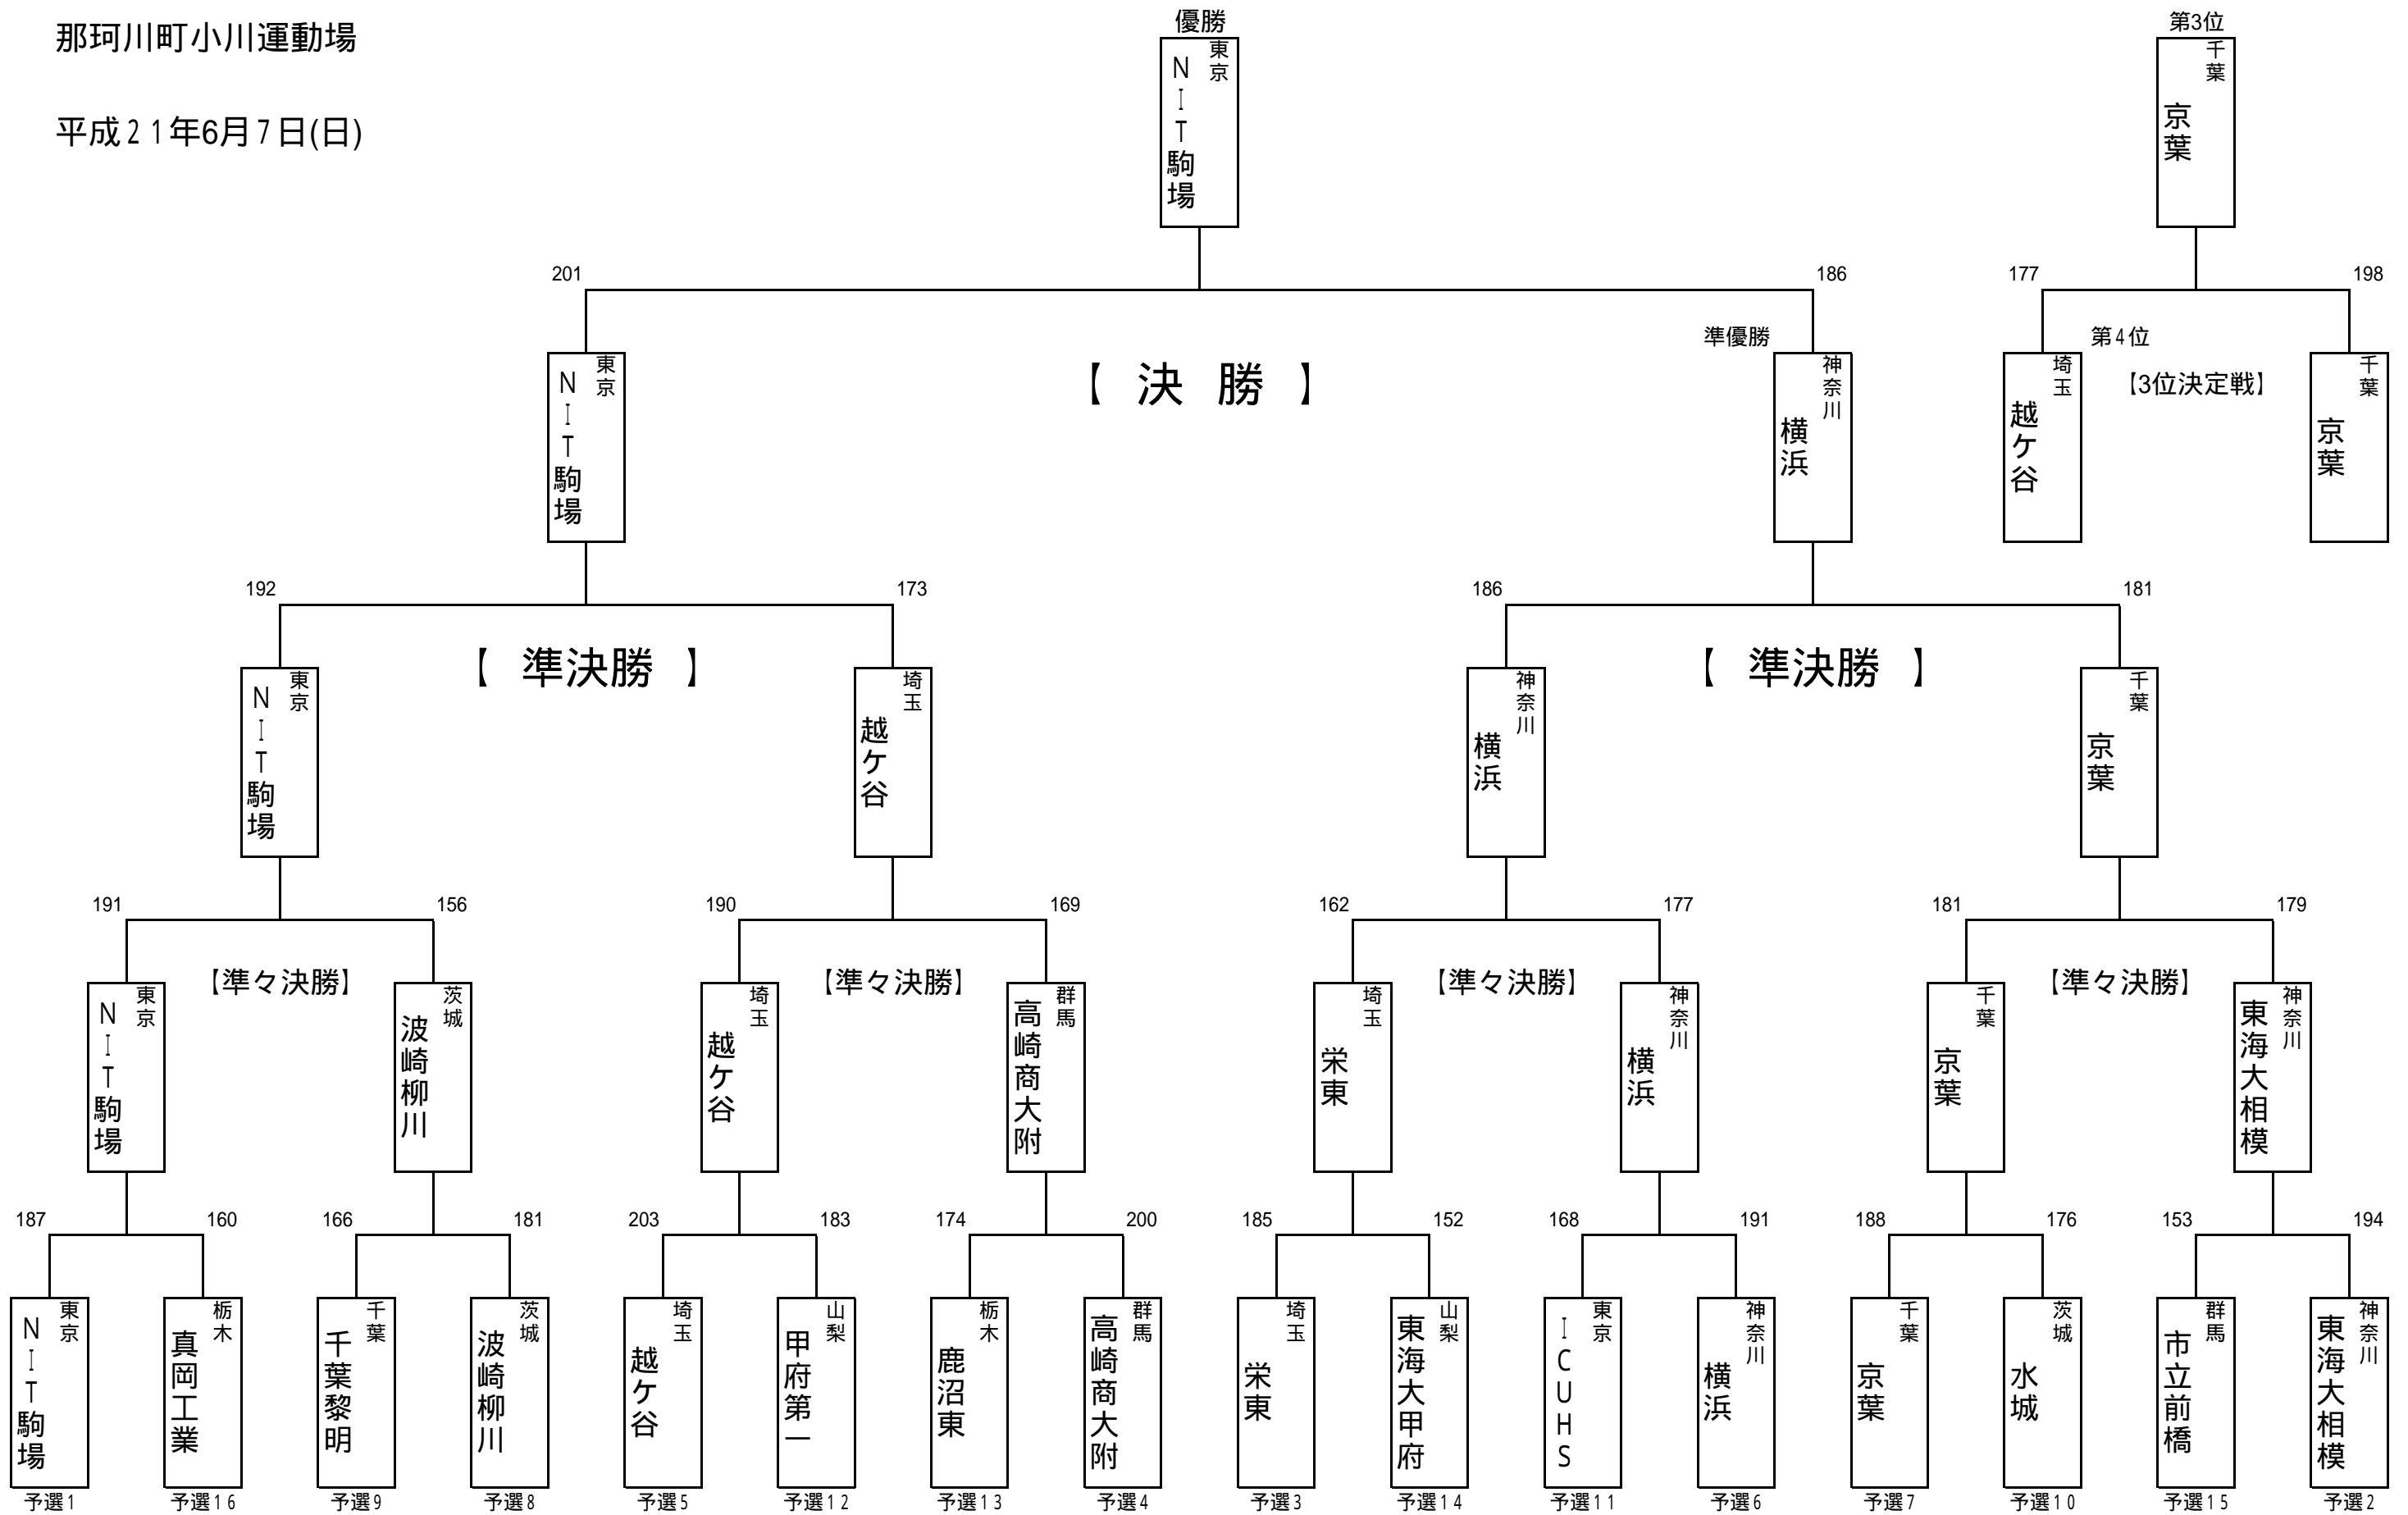 那珂川町小川運動場
平成21年6月7日(日)
優勝
東京
NIT駒場
第3位
千葉
京葉
201
186
177
198
準優勝
第4位
東京
NIT駒場
【 決 勝 】
神奈川
横浜
埼玉
越ケ谷
【3位決定戦】
千葉
京葉
192
173
186
181
東京
NIT駒場
【 準決勝 】
埼玉
越ケ谷
神奈川
横浜
【 準決勝 】
千葉
京葉
191
156
190
169
162
177
181
179
東京
NIT駒場
【準々決勝】
茨城
波崎柳川
埼玉
越ケ谷
【準々決勝】
群馬
高崎商大附
埼玉
栄東
【準々決勝】
神奈川
横浜
千葉
京葉
【準々決勝】
神奈川
東海大相模
187
160
166
181
203
183
174
200
185
152
168
191
188
176
153
194
東京
NIT駒場
栃木
真岡工業
千葉
千葉黎明
茨城
波崎柳川
埼玉
越ケ谷
山梨
甲府第一
栃木
鹿沼東
群馬
高崎商大附
埼玉
栄東
山梨
東海大甲府
東京
ICUHS
神奈川
横浜
千葉
京葉
茨城
水城
群馬
市立前橋
神奈川
東海大相模
予選1
予選16
予選9
予選8
予選5
予選12
予選13
予選4
予選3
予選14
予選11
予選6
予選7
予選10
予選15
予選2